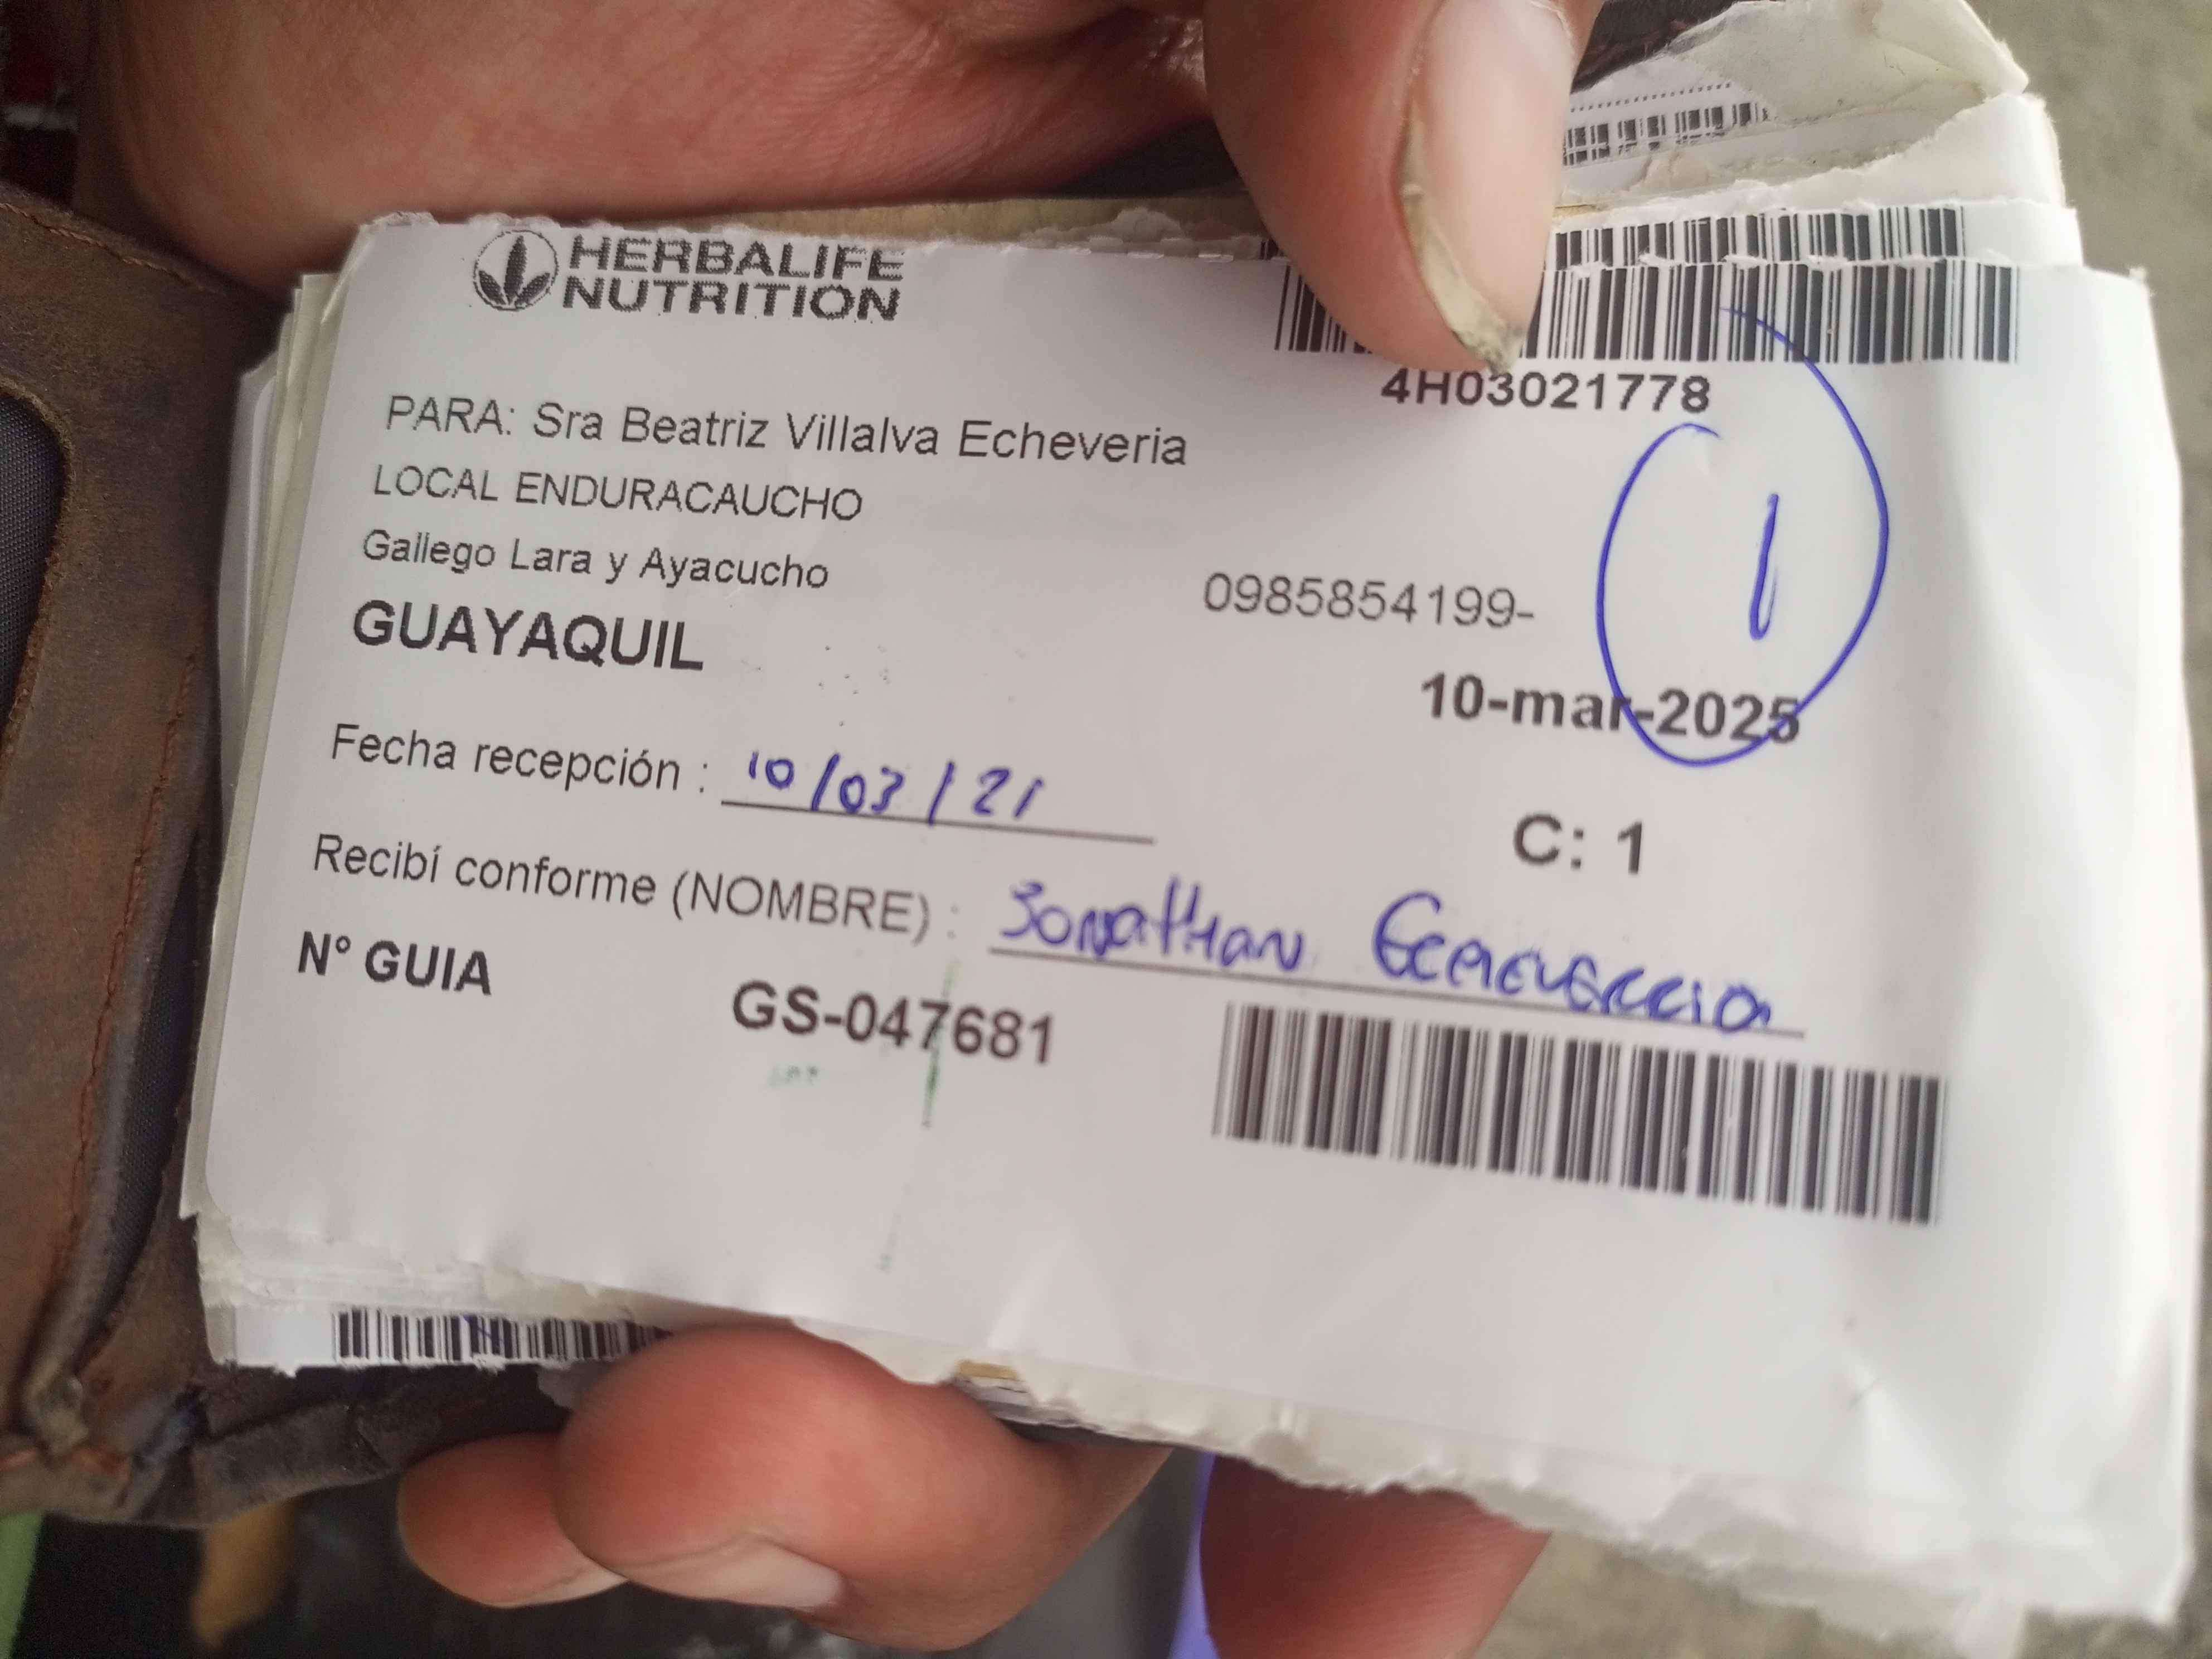 HERBALIFE
NUTRITION
4H03021778
PARA: Sra Beatriz Villalva Echeveria
LOCAL ENDURACAUCHO
Gallego Lara y Ayacucho
0985854199-
1
GUAYAQUIL
10-mar-2025
Fecha recepción : 10/03/21
C: 1
Recibí conforme (NOMBRE) : Jonathan Echeverria
N° GUIA GS-047681